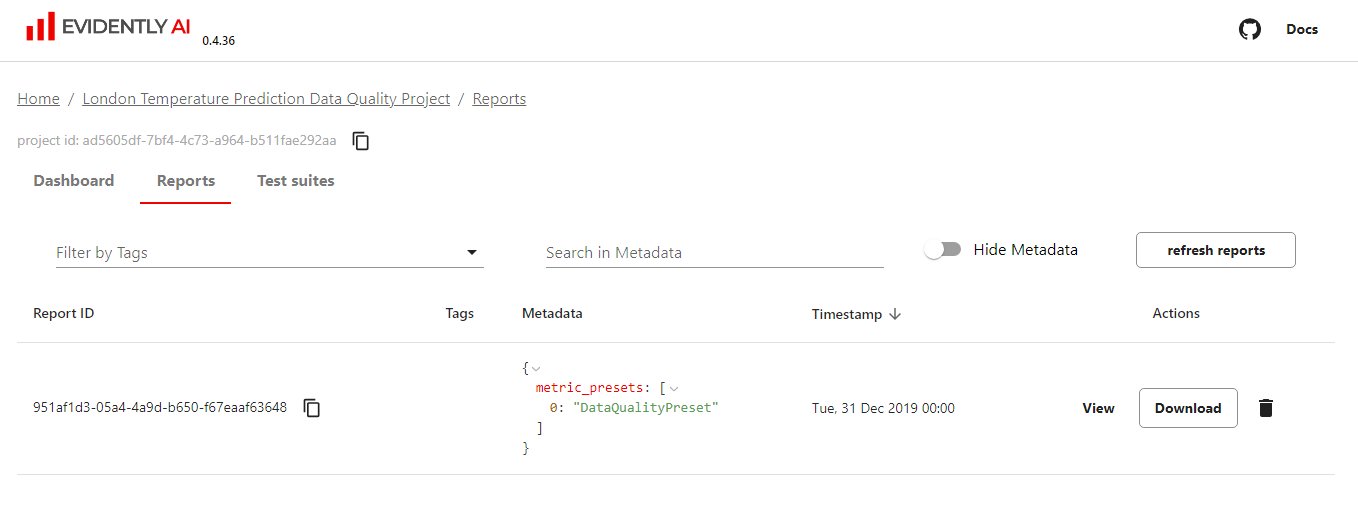 EVIDENTLY AI 0.4.36
Docs
Home / London Temperature Prediction Data Quality Project / Reports
project id: ad5605df-7bf4-4c73-a964-b511fae292aa
Dashboard Reports Test suites
Filter by Tags Search in Metadata Hide Metadata refresh reports
Report ID Tags Metadata Timestamp Actions
{
metric_presets: [
951af1d3-05a4-4a9d-b650-f67eaaf63648 0: "DataQualityPreset" Tue, 31 Dec 2019 00:00 View Download
]
}